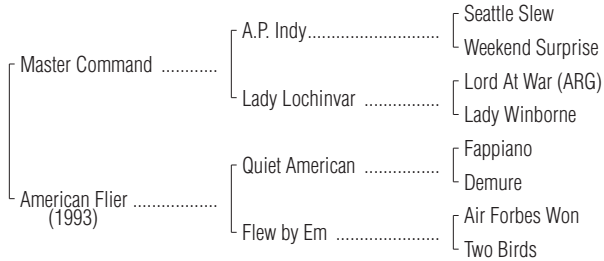 Seattle Slew
A.P. Indy..................
Weekend Surprise
Master Command ............
Lord At War (ARG)
Lady Lochinvar ................
Lady Winborne
Fappiano
Quiet American ................
Demure
American Flier ..................
(1993)
Air Forbes Won
Flew by Em ......................
Two Birds